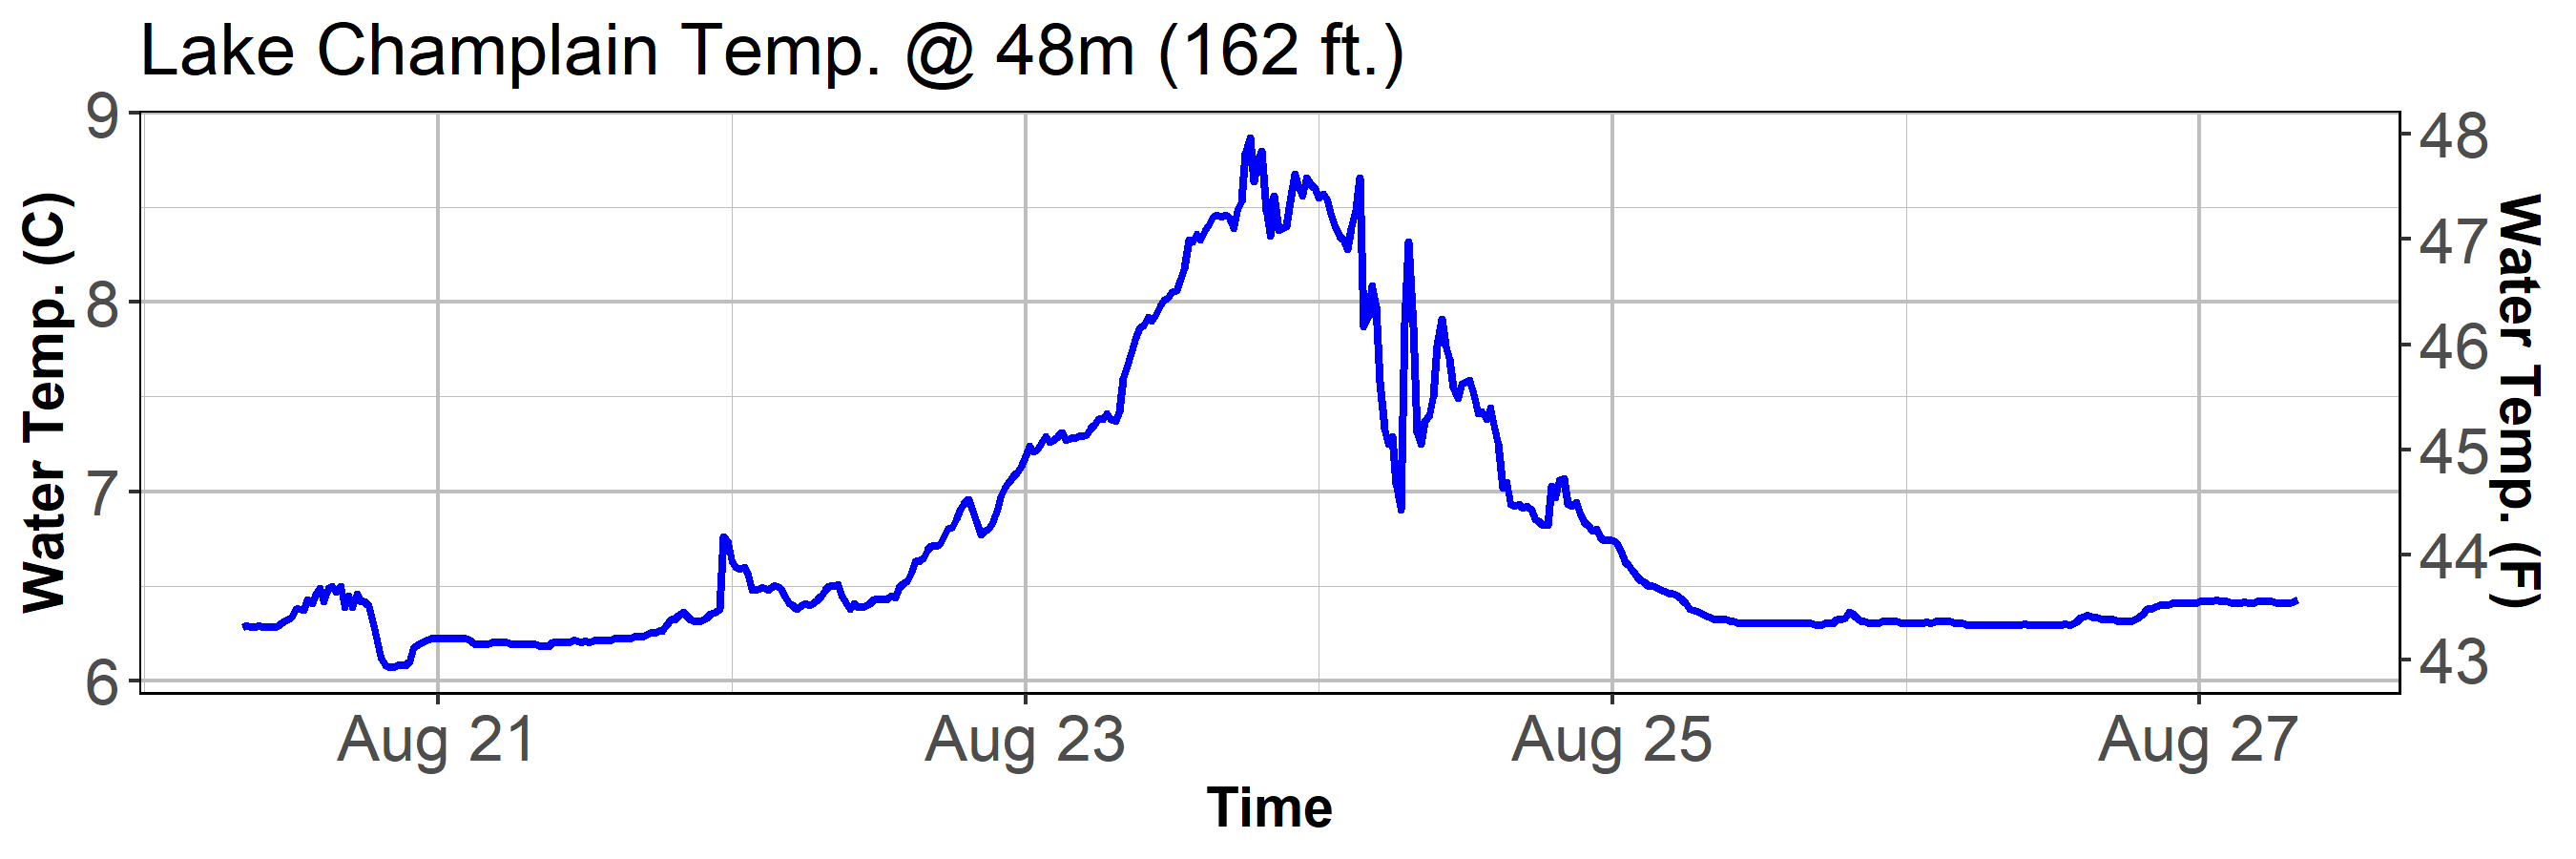 Lake Champlain Temp. @ 48m (162 ft.)
Water Temp. (C)
9
8
7
6
48
47
46
45
44
43
Water Temp. (F)
Aug 21
Aug 23
Aug 25
Aug 27
Time